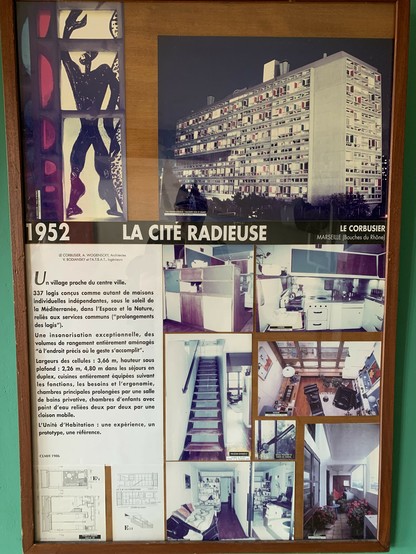 1952
LA CITÉ RADIEUSE
LE CORBUSIER
MARSEILLE (Bouches du Rhône)
LE CORBUSIER, A. WOGENSCKY, Architectes
V. BODIANSKY et l'A.T.B.A.T., Ingénieurs
Un village proche du centre ville.
337 logis conçus comme autant de maisons
individuelles indépendantes, sous le soleil de
la Méditerranée, dans l'Espace et la Nature,
reliés aux services communs ("prolongements
des logis").
Une insonorisation exceptionnelle, des
volumes de rangement entièrement aménagés
"à l'endroit précis où le geste s'accomplit".
Largeurs des cellules : 3,66 m, hauteur sous
plafond : 2,26 m, 4,80 m dans les séjours en
duplex, cuisines entièrement équipées suivant
les fonctions, les besoins et l'ergonomie,
chambres principales prolongées par une salle
de bains privative, chambres d'enfants avec
point d'eau reliées deux par deux par une
cloison mobile.
L'Unité d'Habitation : une expérience, un
prototype, une référence.